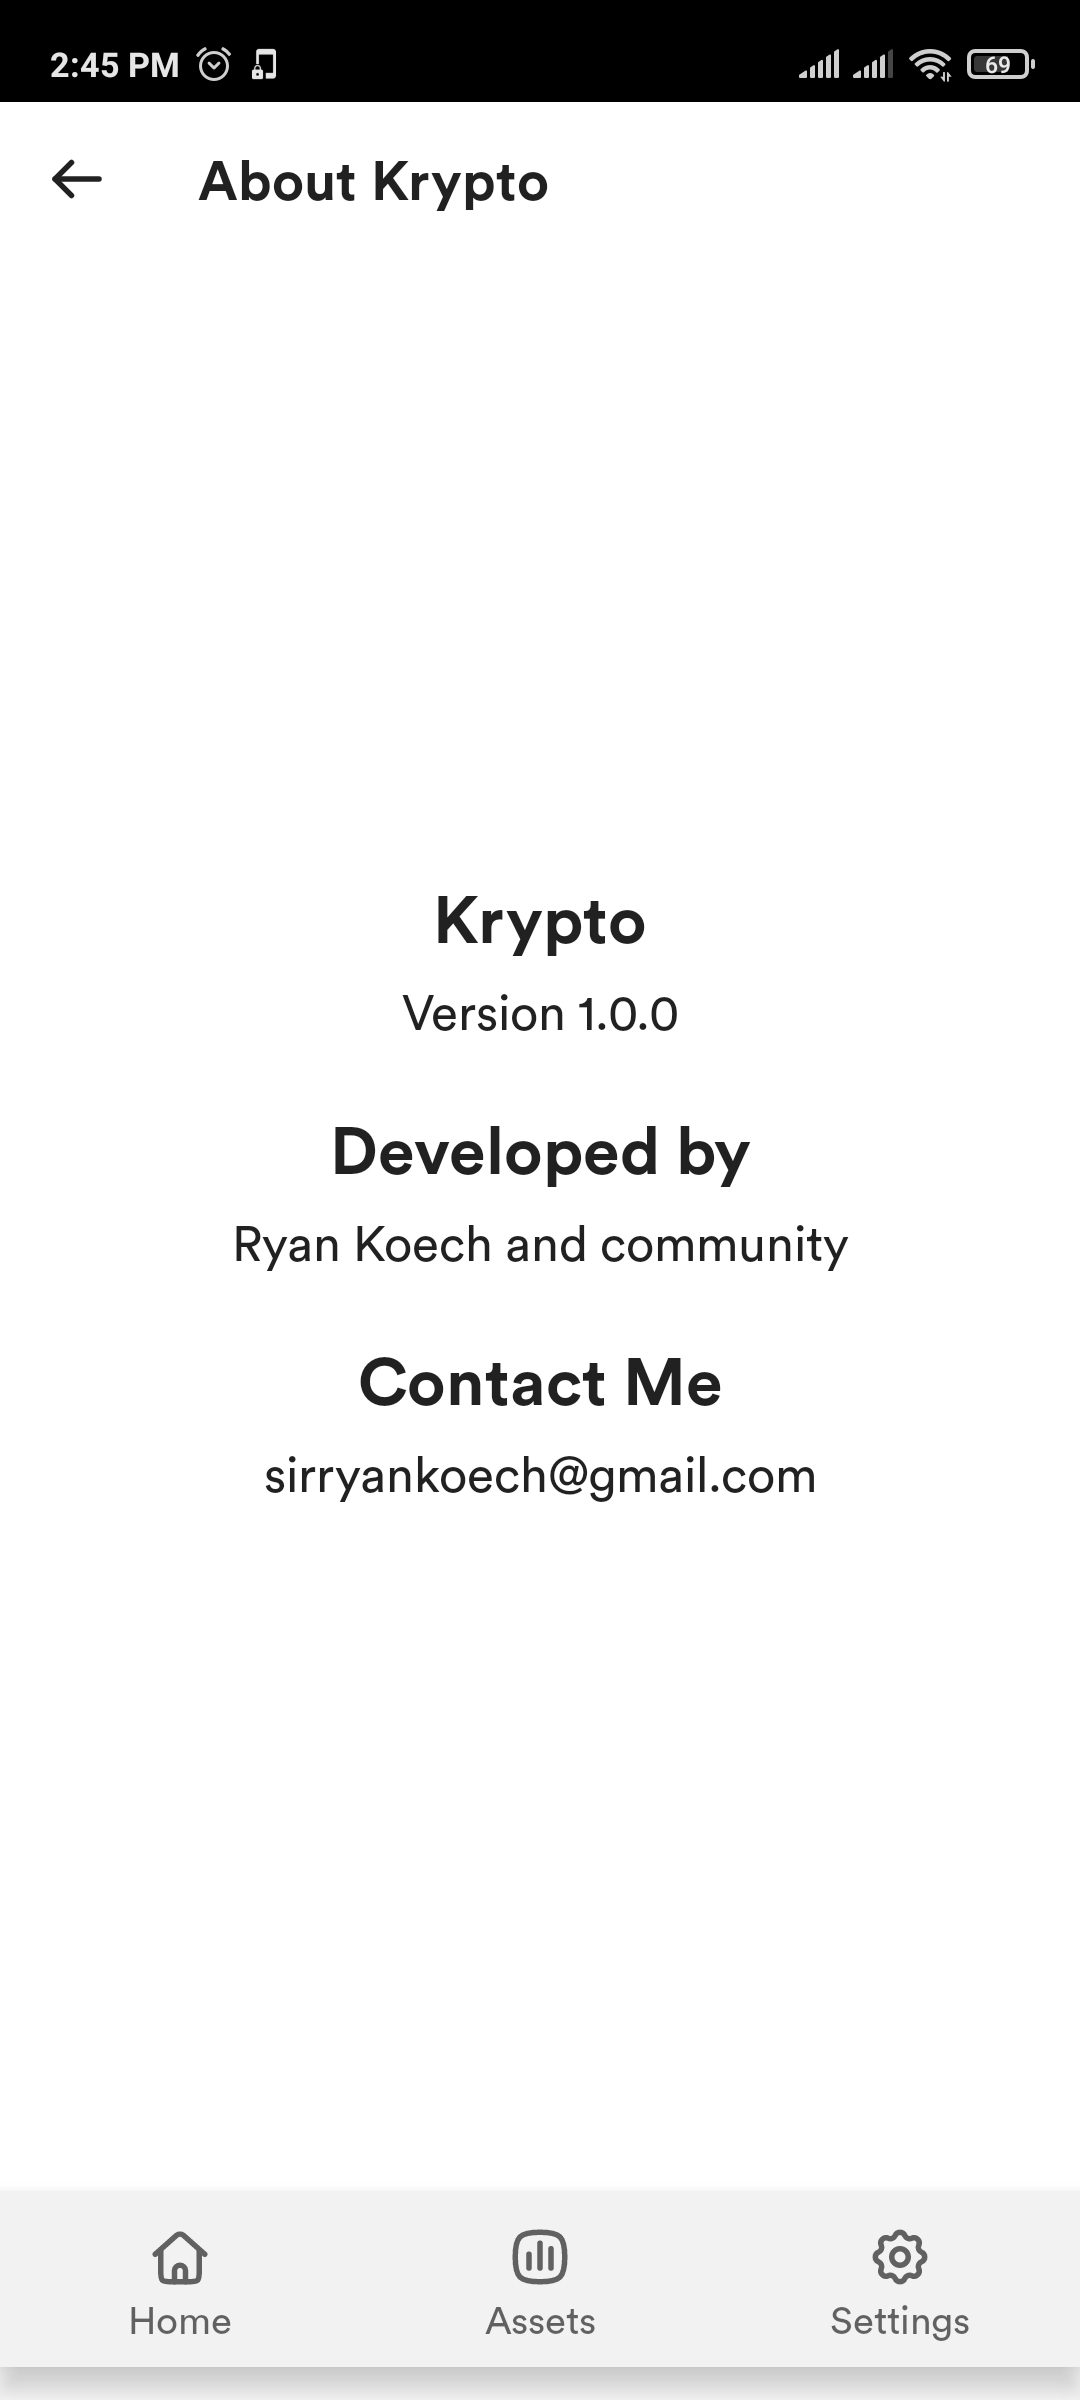 2:45 PM
69
About Krypto
Krypto
Version 1.0.0
Developed by
Ryan Koech and community
Contact Me
sirryankoech@gmail.com
Home
Assets
Settings